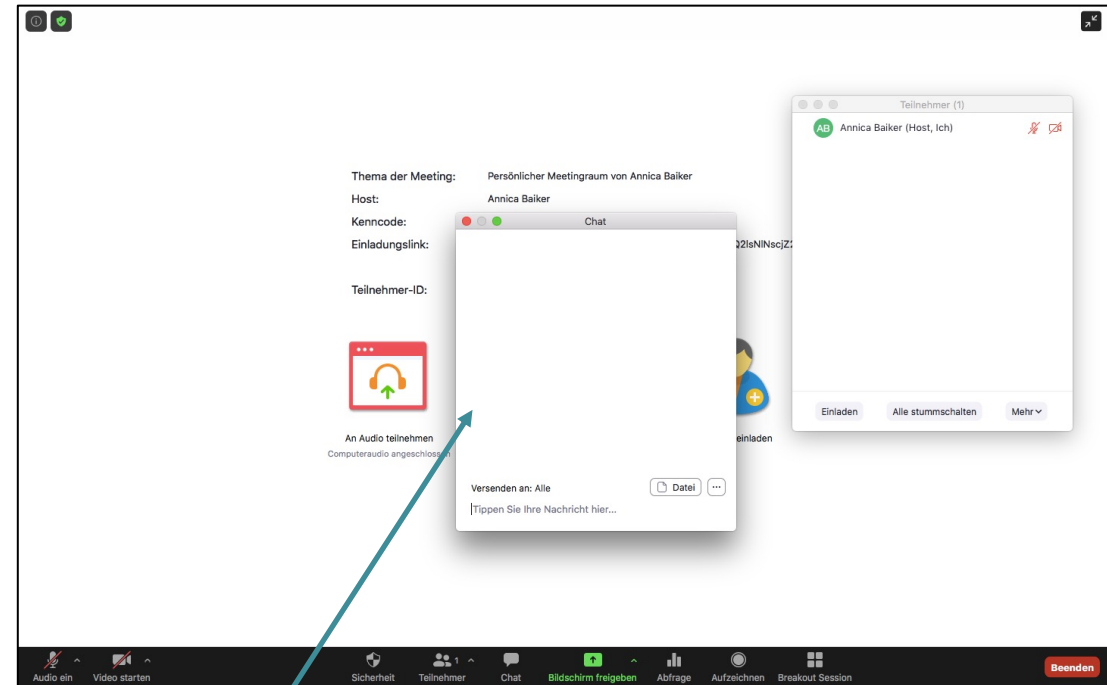 Teilnehmer (1)
AB Annica Baiker (Host, Ich)
Thema der Meeting: Persönlicher Meetingraum von Annica Baiker
Host: Annica Baiker
Kenncode:
Einladungslink:
Teilnehmer-ID:
Chat
Versenden an: Alle
Datei
Tippen Sie Ihre Nachricht hier...
An Audio teilnehmen
Computeraudio
einladen
Einladen Alle stummschalten Mehr
Audio ein Video starten Sicherheit Teilnehmer 1 Chat Bildschirm freigeben Abfrage Aufzeichnen Breakout Session Beenden